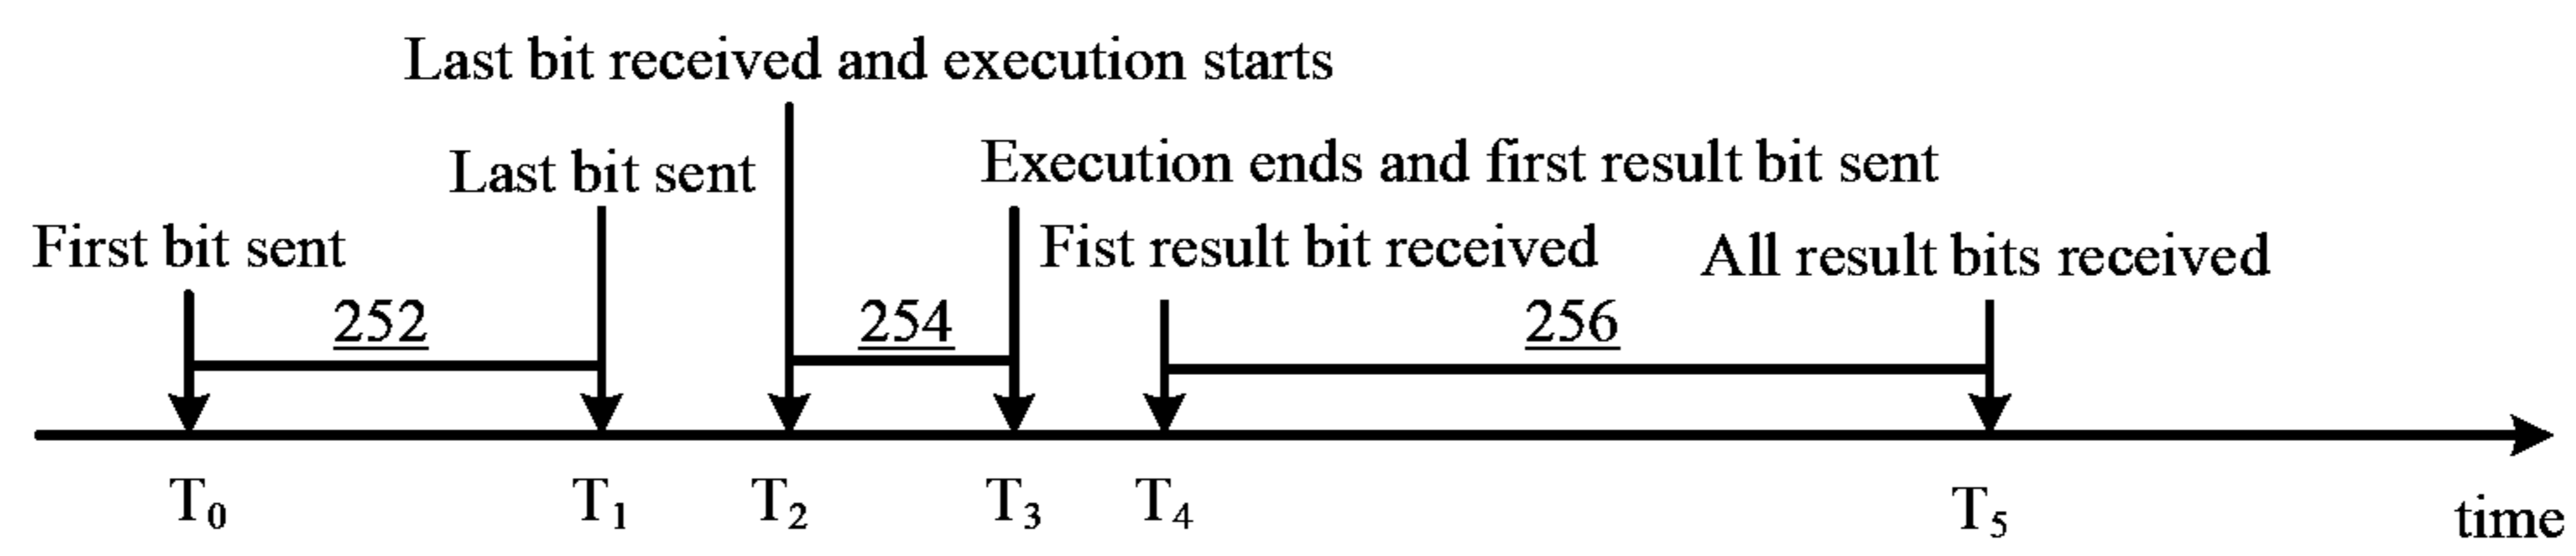 Last bit received and execution starts
Last bit sent
Execution ends and first result bit sent
First bit sent
Fist result bit received
All result bits received
252
254
256
T0
T1
T2
T3
T4
T5
time